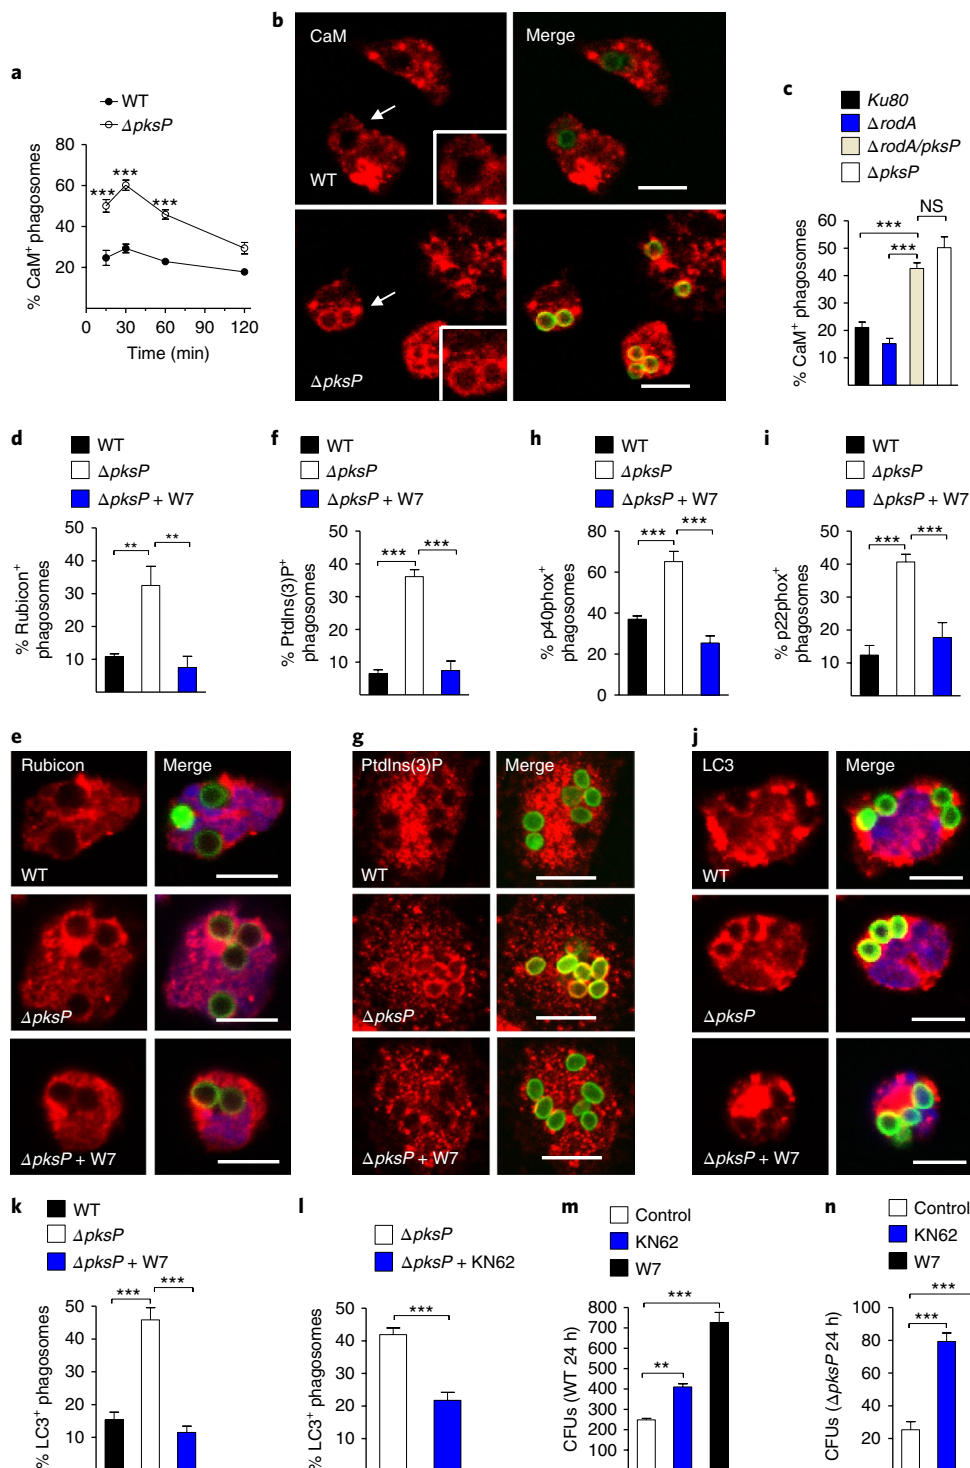 a
WT
ΔpksP
% CaM+ phagosomes
80
60
40
20
***
***
***
0
30
60
90
120
Time (min)
b
CaM
Merge
WT
ΔpksP
c
Ku80
ΔrodA
ΔrodA/pksP
ΔpksP
NS
***
***
% CaM+ phagosomes
60
50
40
30
20
10
d
WT
ΔpksP
ΔpksP + W7
% Rubicon+
phagosomes
50
40
30
20
10
**
**
f
WT
ΔpksP
ΔpksP + W7
% PtdIns(3)P+
phagosomes
50
40
30
20
10
***
***
h
WT
ΔpksP
ΔpksP + W7
% p40phox+
phagosomes
80
60
40
20
0
***
***
i
WT
ΔpksP
ΔpksP + W7
% p22phox+
phagosomes
50
40
30
20
10
***
***
e
Rubicon
Merge
WT
ΔpksP
ΔpksP + W7
g
PtdIns(3)P
Merge
WT
ΔpksP
ΔpksP + W7
j
LC3
Merge
WT
ΔpksP
ΔpksP + W7
k
WT
ΔpksP
ΔpksP + W7
% LC3+ phagosomes
50
40
30
20
10
***
***
l
ΔpksP
ΔpksP + KN62
% LC3+ phagosomes
50
40
30
20
10
***
m
Control
KN62
W7
CFUs (WT 24 h)
800
700
600
500
400
300
200
100
**
***
n
Control
KN62
W7
CFUs (ΔpksP 24 h)
100
80
60
40
20
***
***